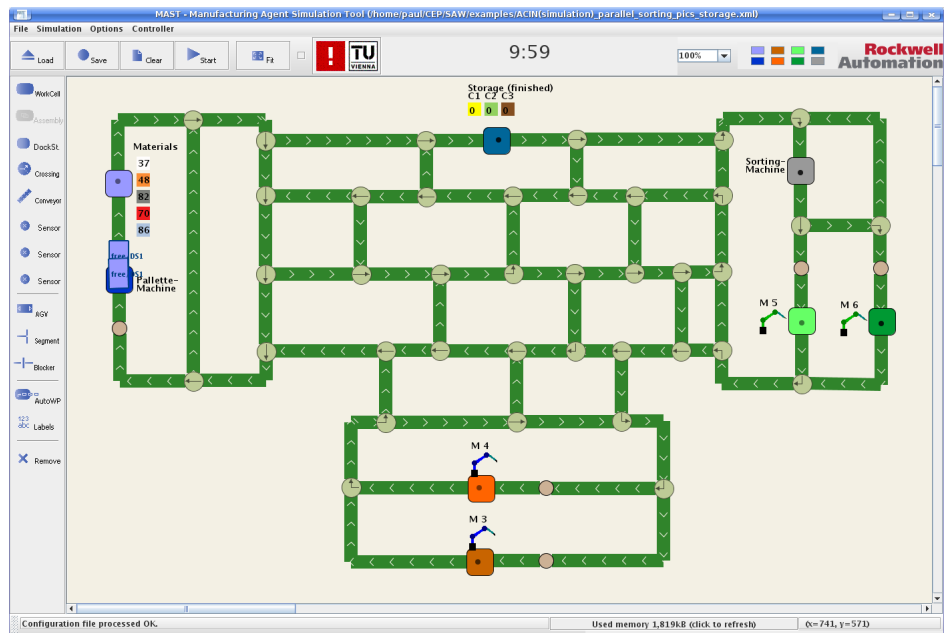 MAST - Manufacturing Agent Simulation Tool (/home/paul/CEP/SAW/examples/ACIN(simulation)_parallel_sorting_pics_storage.xml)
File Simulation Options Controller
Load Save Clear Start Fit
! TU VIENNA
9:59
100%
Rockwell Automation
WorkCell
Assembly
DockSt.
Crossing
Conveyor
Sensor
Sensor
Sensor
AGV
Segment
Blocker
AutoWP
123 abc Labels
Remove
Storage (finished)
C1 C2 C3
0 0 0
Materials
37
48
82
70
86
free DS1
free DS1
Pallette-
Machine
Sorting-
Machine
M 5
M 6
M 4
M 3
Configuration file processed OK.
Used memory 1,819kB (click to refresh)
(x=741, y=571)